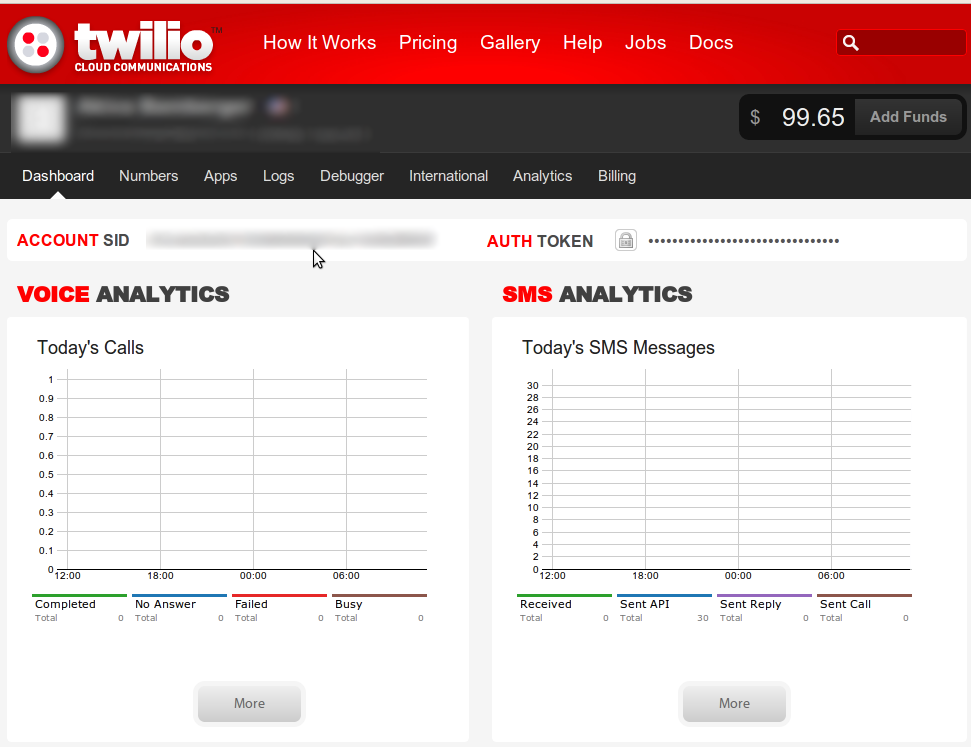 twilio™
CLOUD COMMUNICATIONS
How It Works Pricing Gallery Help Jobs Docs
$ 99.65 Add Funds
Dashboard Numbers Apps Logs Debugger International Analytics Billing
ACCOUNT SID
AUTH TOKEN ••••••••••••••••••••••••••••••••
VOICE ANALYTICS
Today's Calls
1
0.9
0.8
0.7
0.6
0.5
0.4
0.3
0.2
0.1
0
12:00 18:00 00:00 06:00
Completed No Answer Failed Busy
Total 0 Total 0 Total 0 Total 0
More
SMS ANALYTICS
Today's SMS Messages
30
28
26
24
22
20
18
16
14
12
10
8
6
4
2
0
12:00 18:00 00:00 06:00
Received Sent API Sent Reply Sent Call
Total 0 Total 30 Total 0 Total 0
More